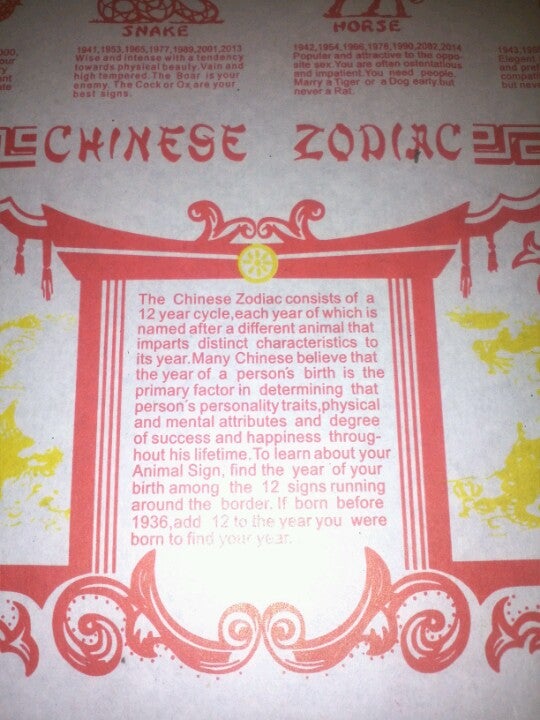 SNAKE
1941,1953,1965,1977,1989,2001,2013
Wise and intense with a tendency
towards physical beauty. Vain and
high tempered. The Boar is your
enemy. The Cock or Ox are your
best signs.
HORSE
1942,1954,1966,1978,1990,2002,2014
Popular and attractive to the oppo-
site sex. You are often ostentatious
and impatient. You need people.
Marry a Tiger or a Dog early, but
never a Rat.
CHINESE ZODIAC
The Chinese Zodiac consists of a
12 year cycle,each year of which is
named after a different animal that
imparts distinct characteristics to
its year.Many Chinese believe that
the year of a person's birth is the
primary factor in determining that
person's personality traits,physical
and mental attributes and degree
of success and happiness throug-
hout his lifetime.To learn about your
Animal Sign, find the year of your
birth among the 12 signs running
around the border. If born before
1936,add 12 to the year you were
born to find your year.